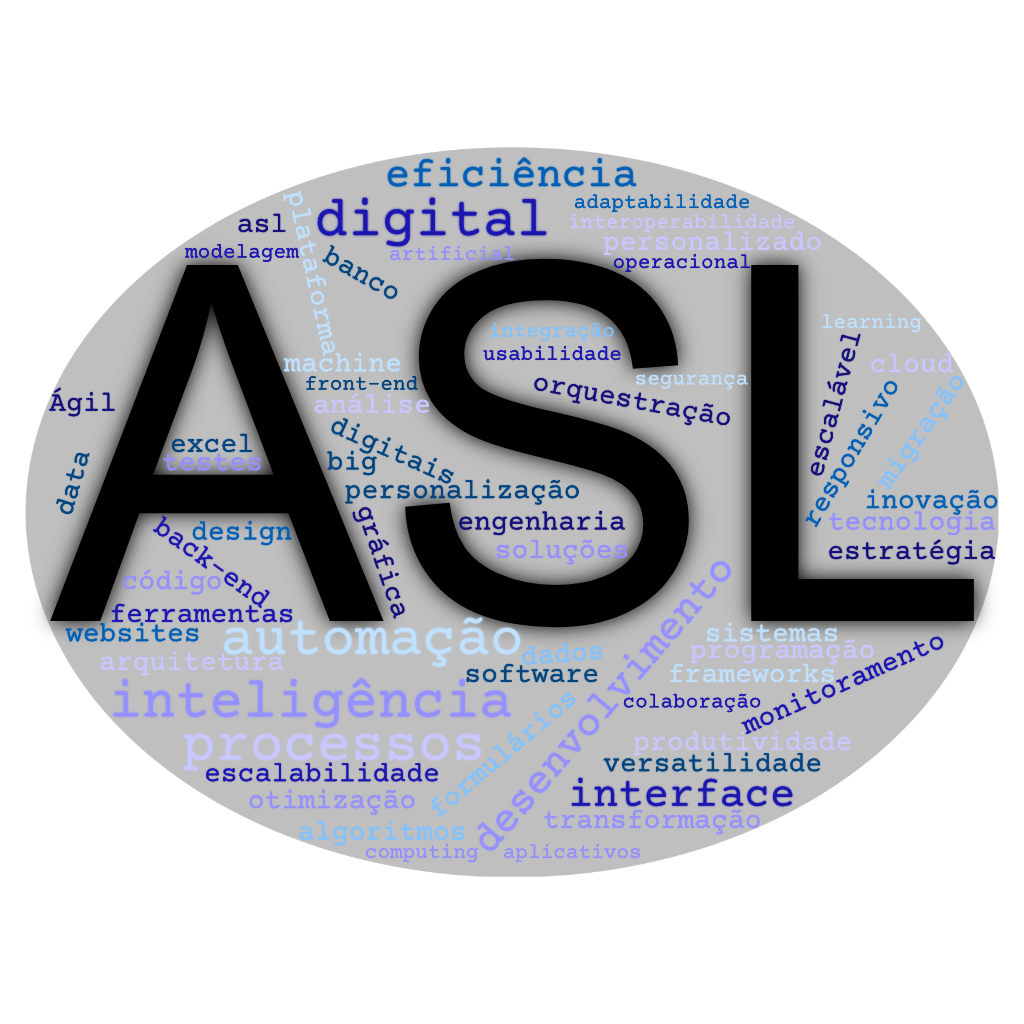 eficiência
adaptabilidade
digital
asl
interoperabilidade
plataforma
personalizado
modelagem
artificial
banco
operacional
ASL
learning
integração
usabilidade
escalável
machine
cloud
front-end
segurança
orquestração
responsivo
migração
Ágil
análise
digitais
excel
testes
big
data
personalização
inovação
engenharia
tecnologia
back-end
design
gráfica
soluções
estratégia
código
desenvolvimento
ferramentas
websites
automação
sistemas
dados
programação
arquitetura
software
frameworks
monitoramento
inteligência
colaboração
formulários
processos
produtividade
escalabilidade
versatilidade
interface
otimização
transformação
algoritmos
computing
aplicativos